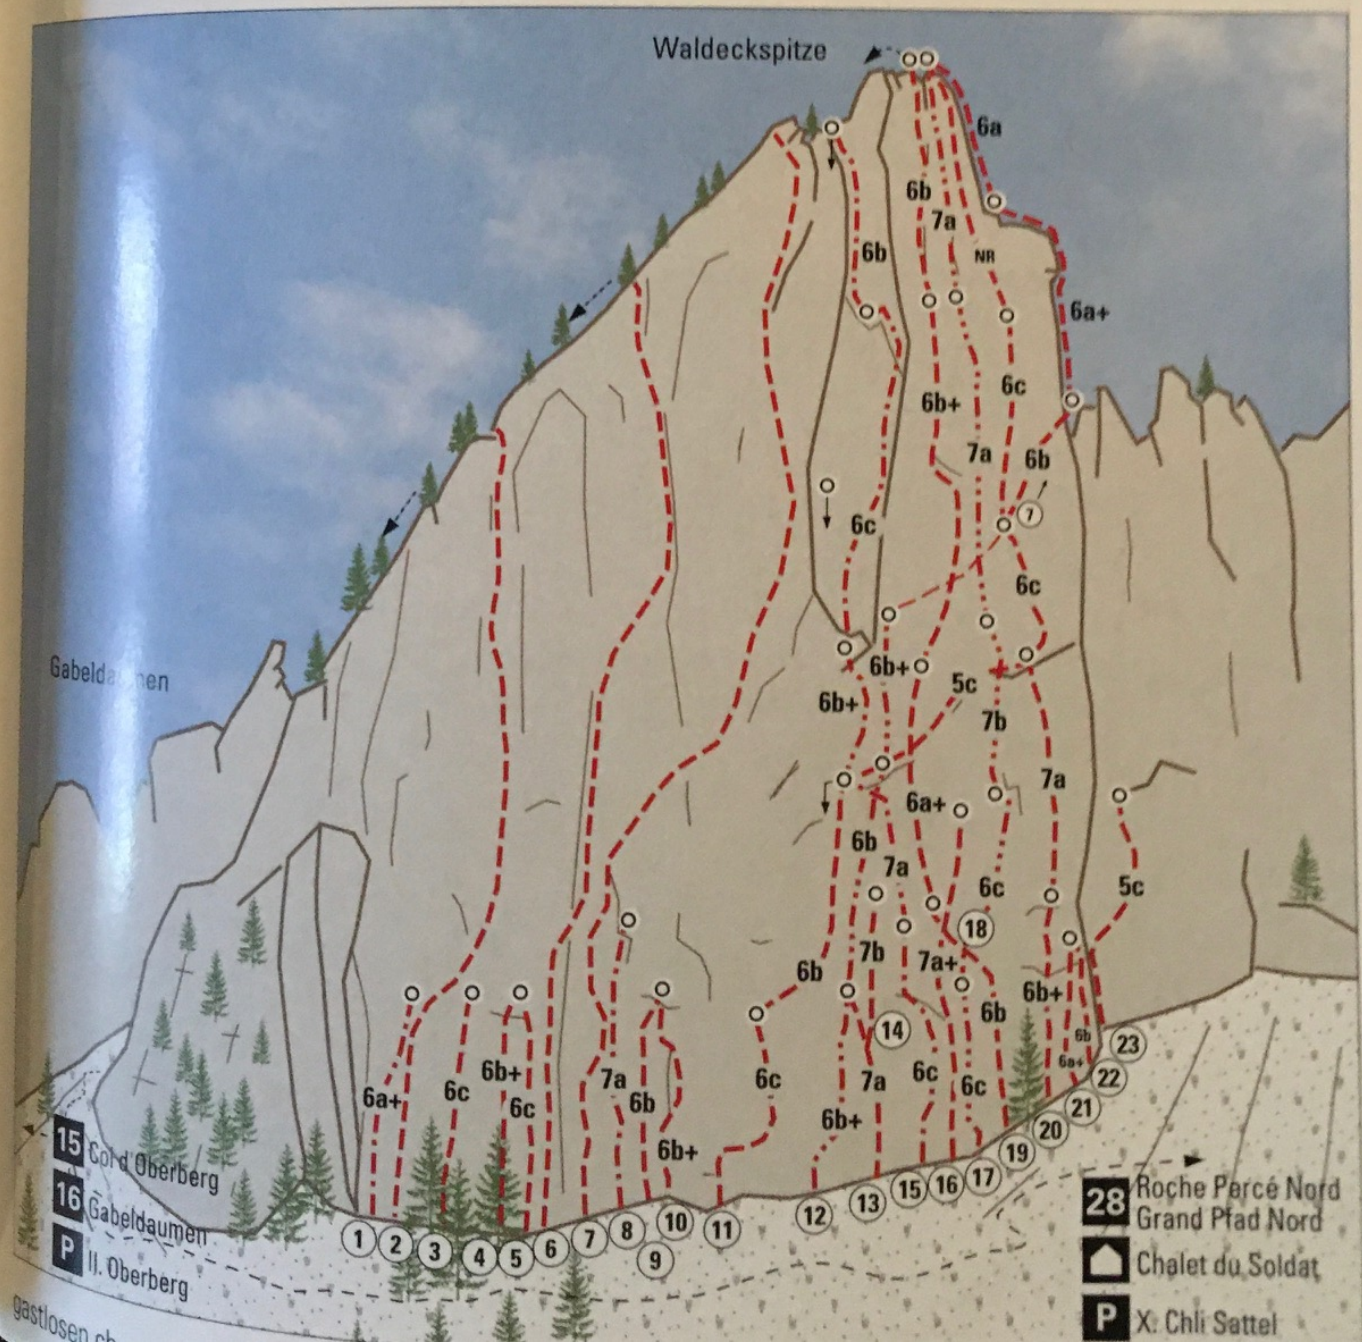 Waldeckspitze
6a
6b
7a
6b
NR
6a+
6c
6b+
7a
6b
6c
7
6c
Gabeldaumen
6b+
5c
6b+
7b
7a
6a+
6b
7a
6c
5c
18
7b
7a+
6b
6b+
6b
14
6b
23
6a+
6b+
6c
6c
7a
6b
6c
7a
6c
6c
6a+
22
21
6b+
6b+
20
19
15 Col d'Oberberg
16 Gabeldaumen
P II. Oberberg
17
16
15
13
12
11
10
9
8
7
6
5
4
3
2
1
28 Roche Percé Nord
Grand Pfad Nord
Chalet du Soldat
P X. Chli Sattel
gastlosen.ch